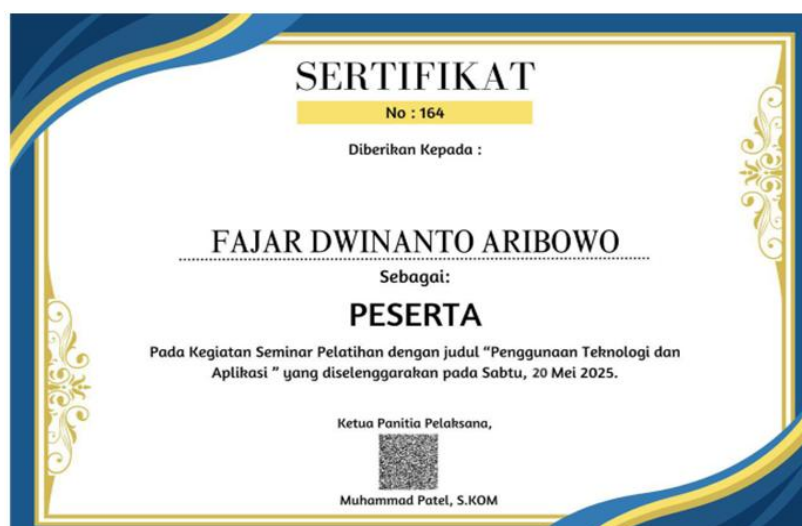 SERTIFIKAT
No : 164
Diberikan Kepada :
FAJAR DWINANTO ARIBOWO
Sebagai:
PESERTA
Pada Kegiatan Seminar Pelatihan dengan judul “Penggunaan Teknologi dan
Aplikasi ” yang diselenggarakan pada Sabtu, 20 Mei 2025.
Ketua Panitia Pelaksana,
Muhammad Patel, S.KOM